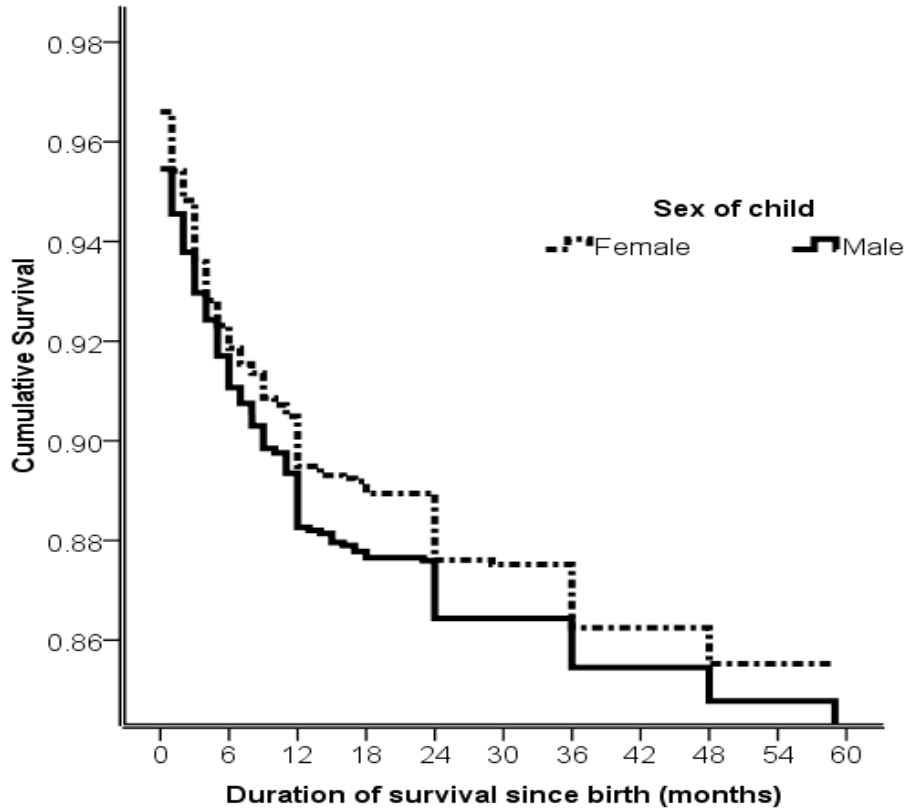 0.98
0.96
0.94
0.92
0.90
0.88
0.86
Cumulative Survival
Sex of child
Female Male
0 6 12 18 24 30 36 42 48 54 60
Duration of survival since birth (months)